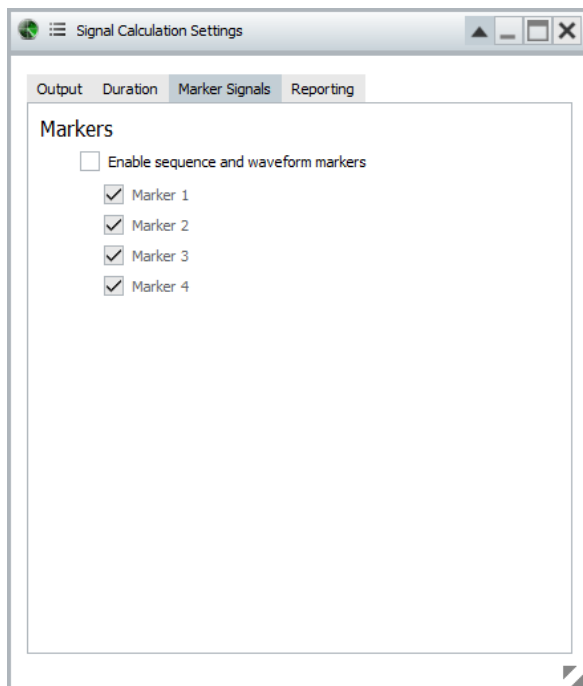 Signal Calculation Settings
Output Duration Marker Signals Reporting
Markers
Enable sequence and waveform markers
Marker 1
Marker 2
Marker 3
Marker 4